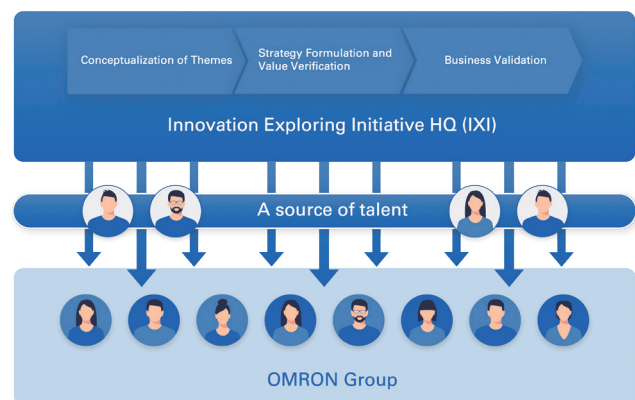 Conceptualization of Themes
Strategy Formulation and
Value Verification
Business Validation
Innovation Exploring Initiative HQ (IXI)
A source of talent
OMRON Group